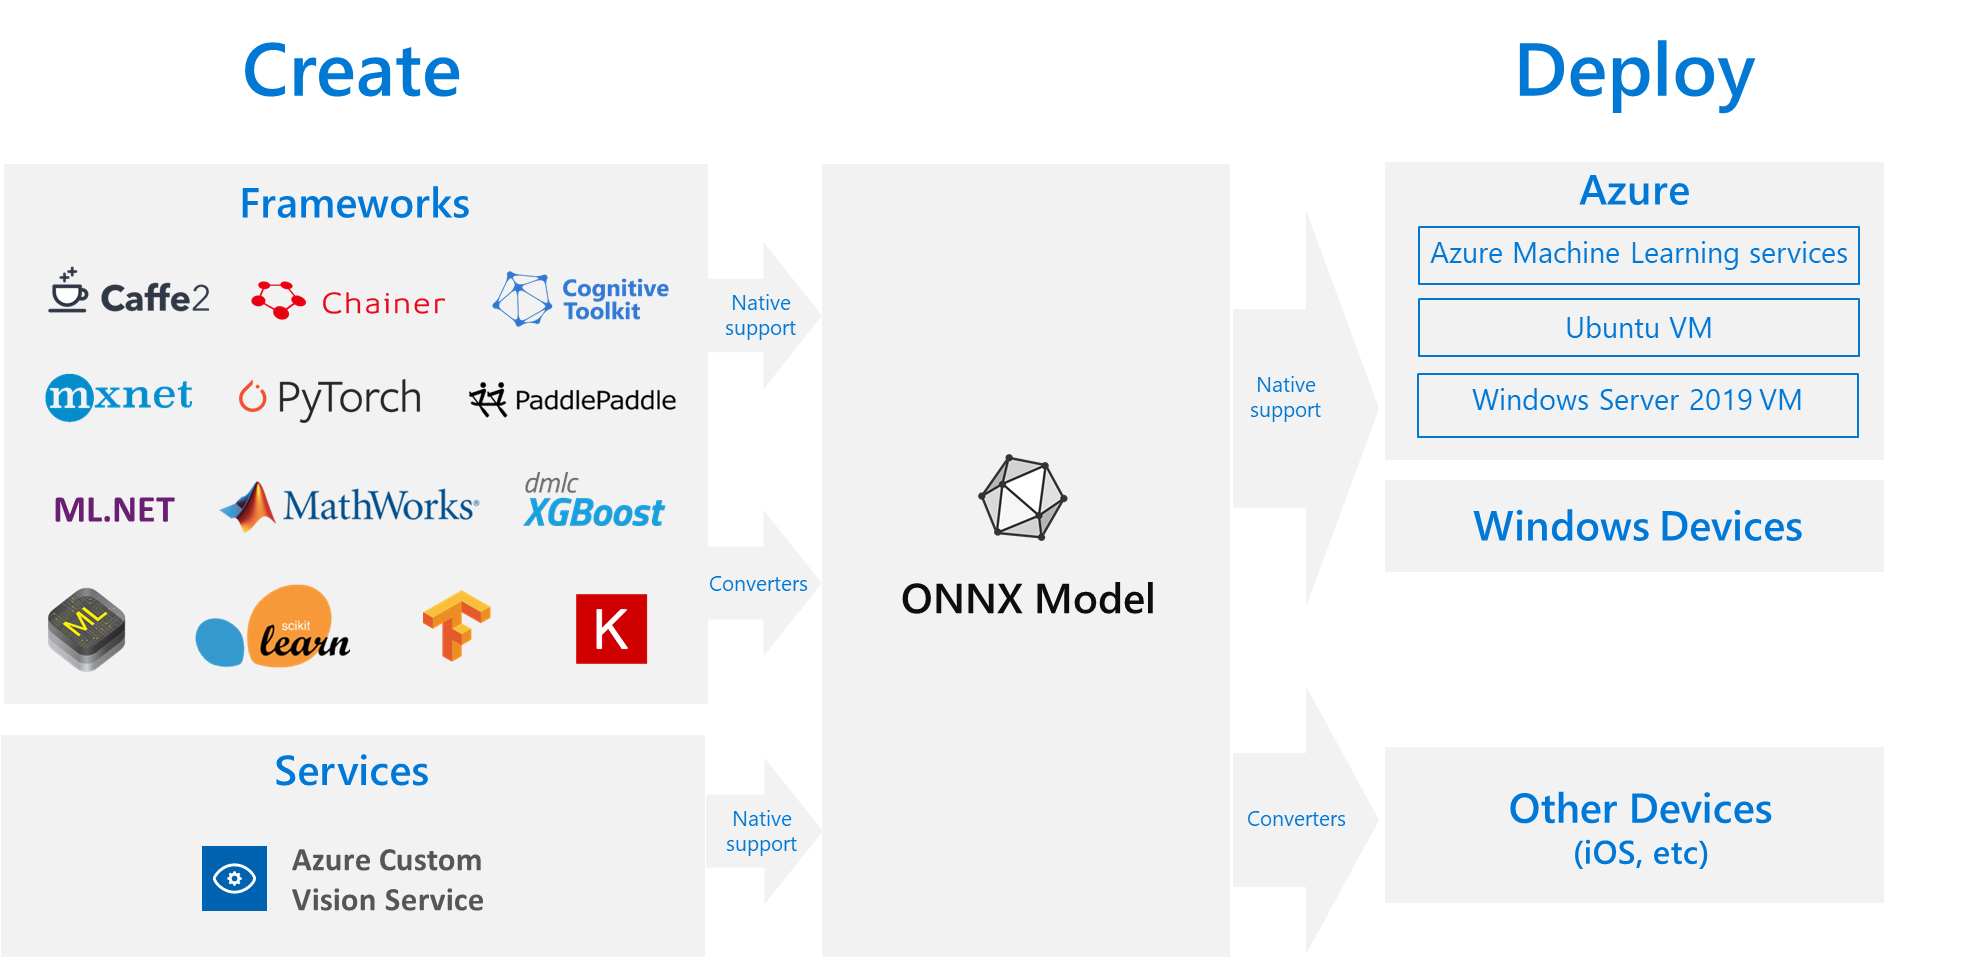 Create
Deploy
Frameworks
Caffe2
Chainer
Cognitive
Toolkit
mxnet
PyTorch
PaddlePaddle
ML.NET
MathWorks®
dmlc
XGBoost
ML
scikit
learn
K
Services
Azure Custom
Vision Service
Native
support
Converters
Native
support
ONNX Model
Native
support
Converters
Azure
Azure Machine Learning services
Ubuntu VM
Windows Server 2019 VM
Windows Devices
Other Devices
(iOS, etc)